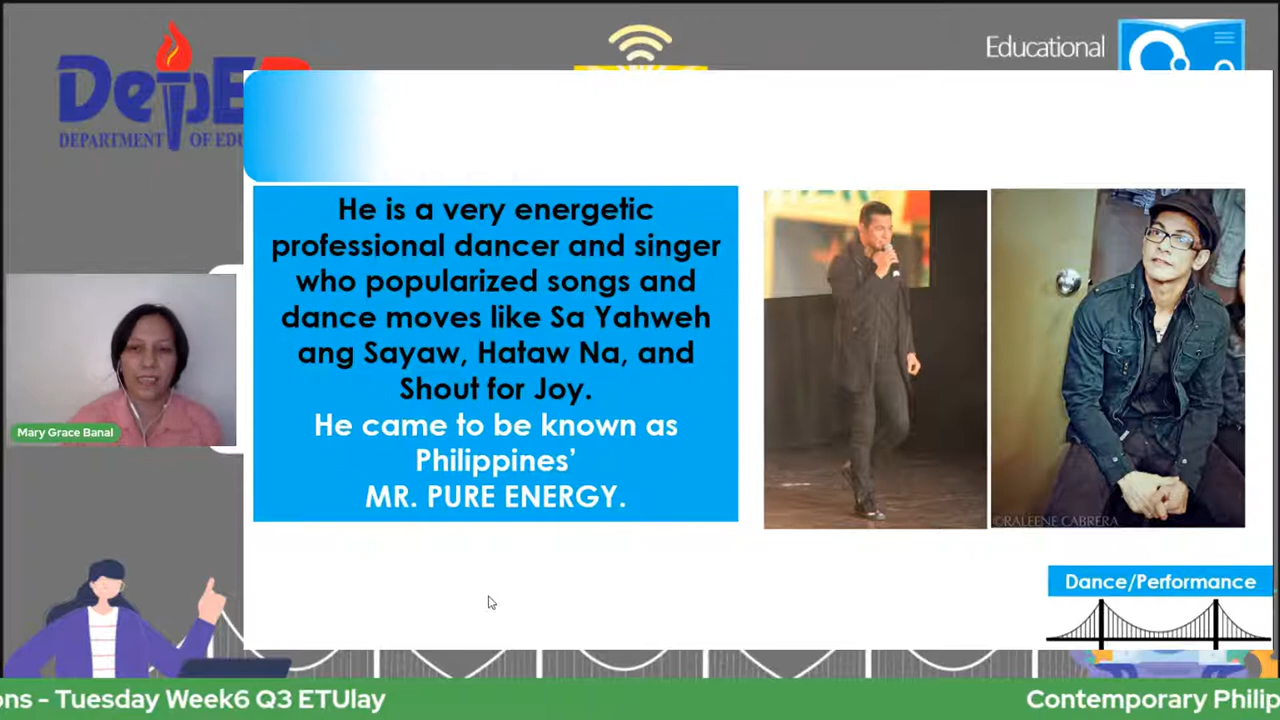 DepE
DEPARTMENT OF EDU
Educational
He is a very energetic
professional dancer and singer
who popularized songs and
dance moves like Sa Yahweh
ang Sayaw, Hataw Na, and
Shout for Joy.
He came to be known as
Philippines’
MR. PURE ENERGY.
Mary Grace Banal
©RALEENE CABRERA
Dance/Performance
ons - Tuesday Week6 Q3 ETUlay
Contemporary Philip